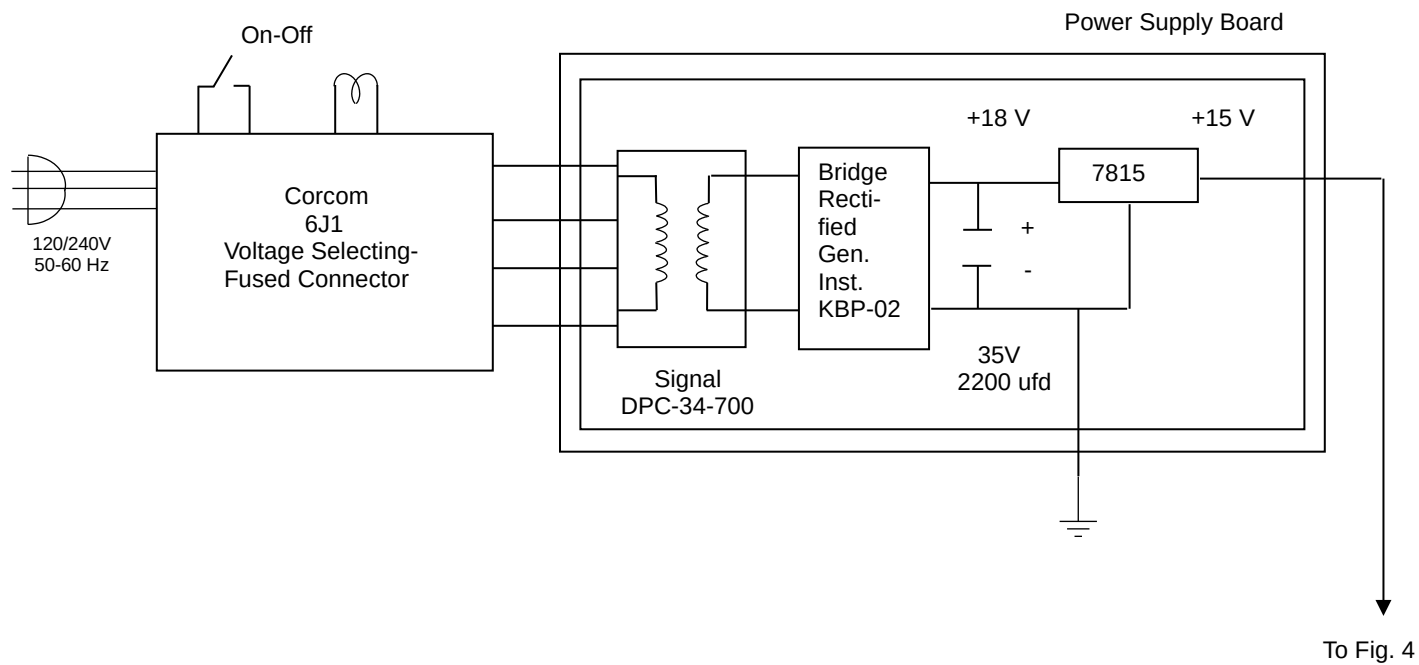 Power Supply Board
On-Off
+18 V
+15 V
7815
Bridge
Recti-
fied
Gen.
Inst.
KBP-02
Corcom
6J1
Voltage Selecting-
Fused Connector
120/240V
50-60 Hz
+
-
35V
2200 ufd
Signal
DPC-34-700
To Fig. 4